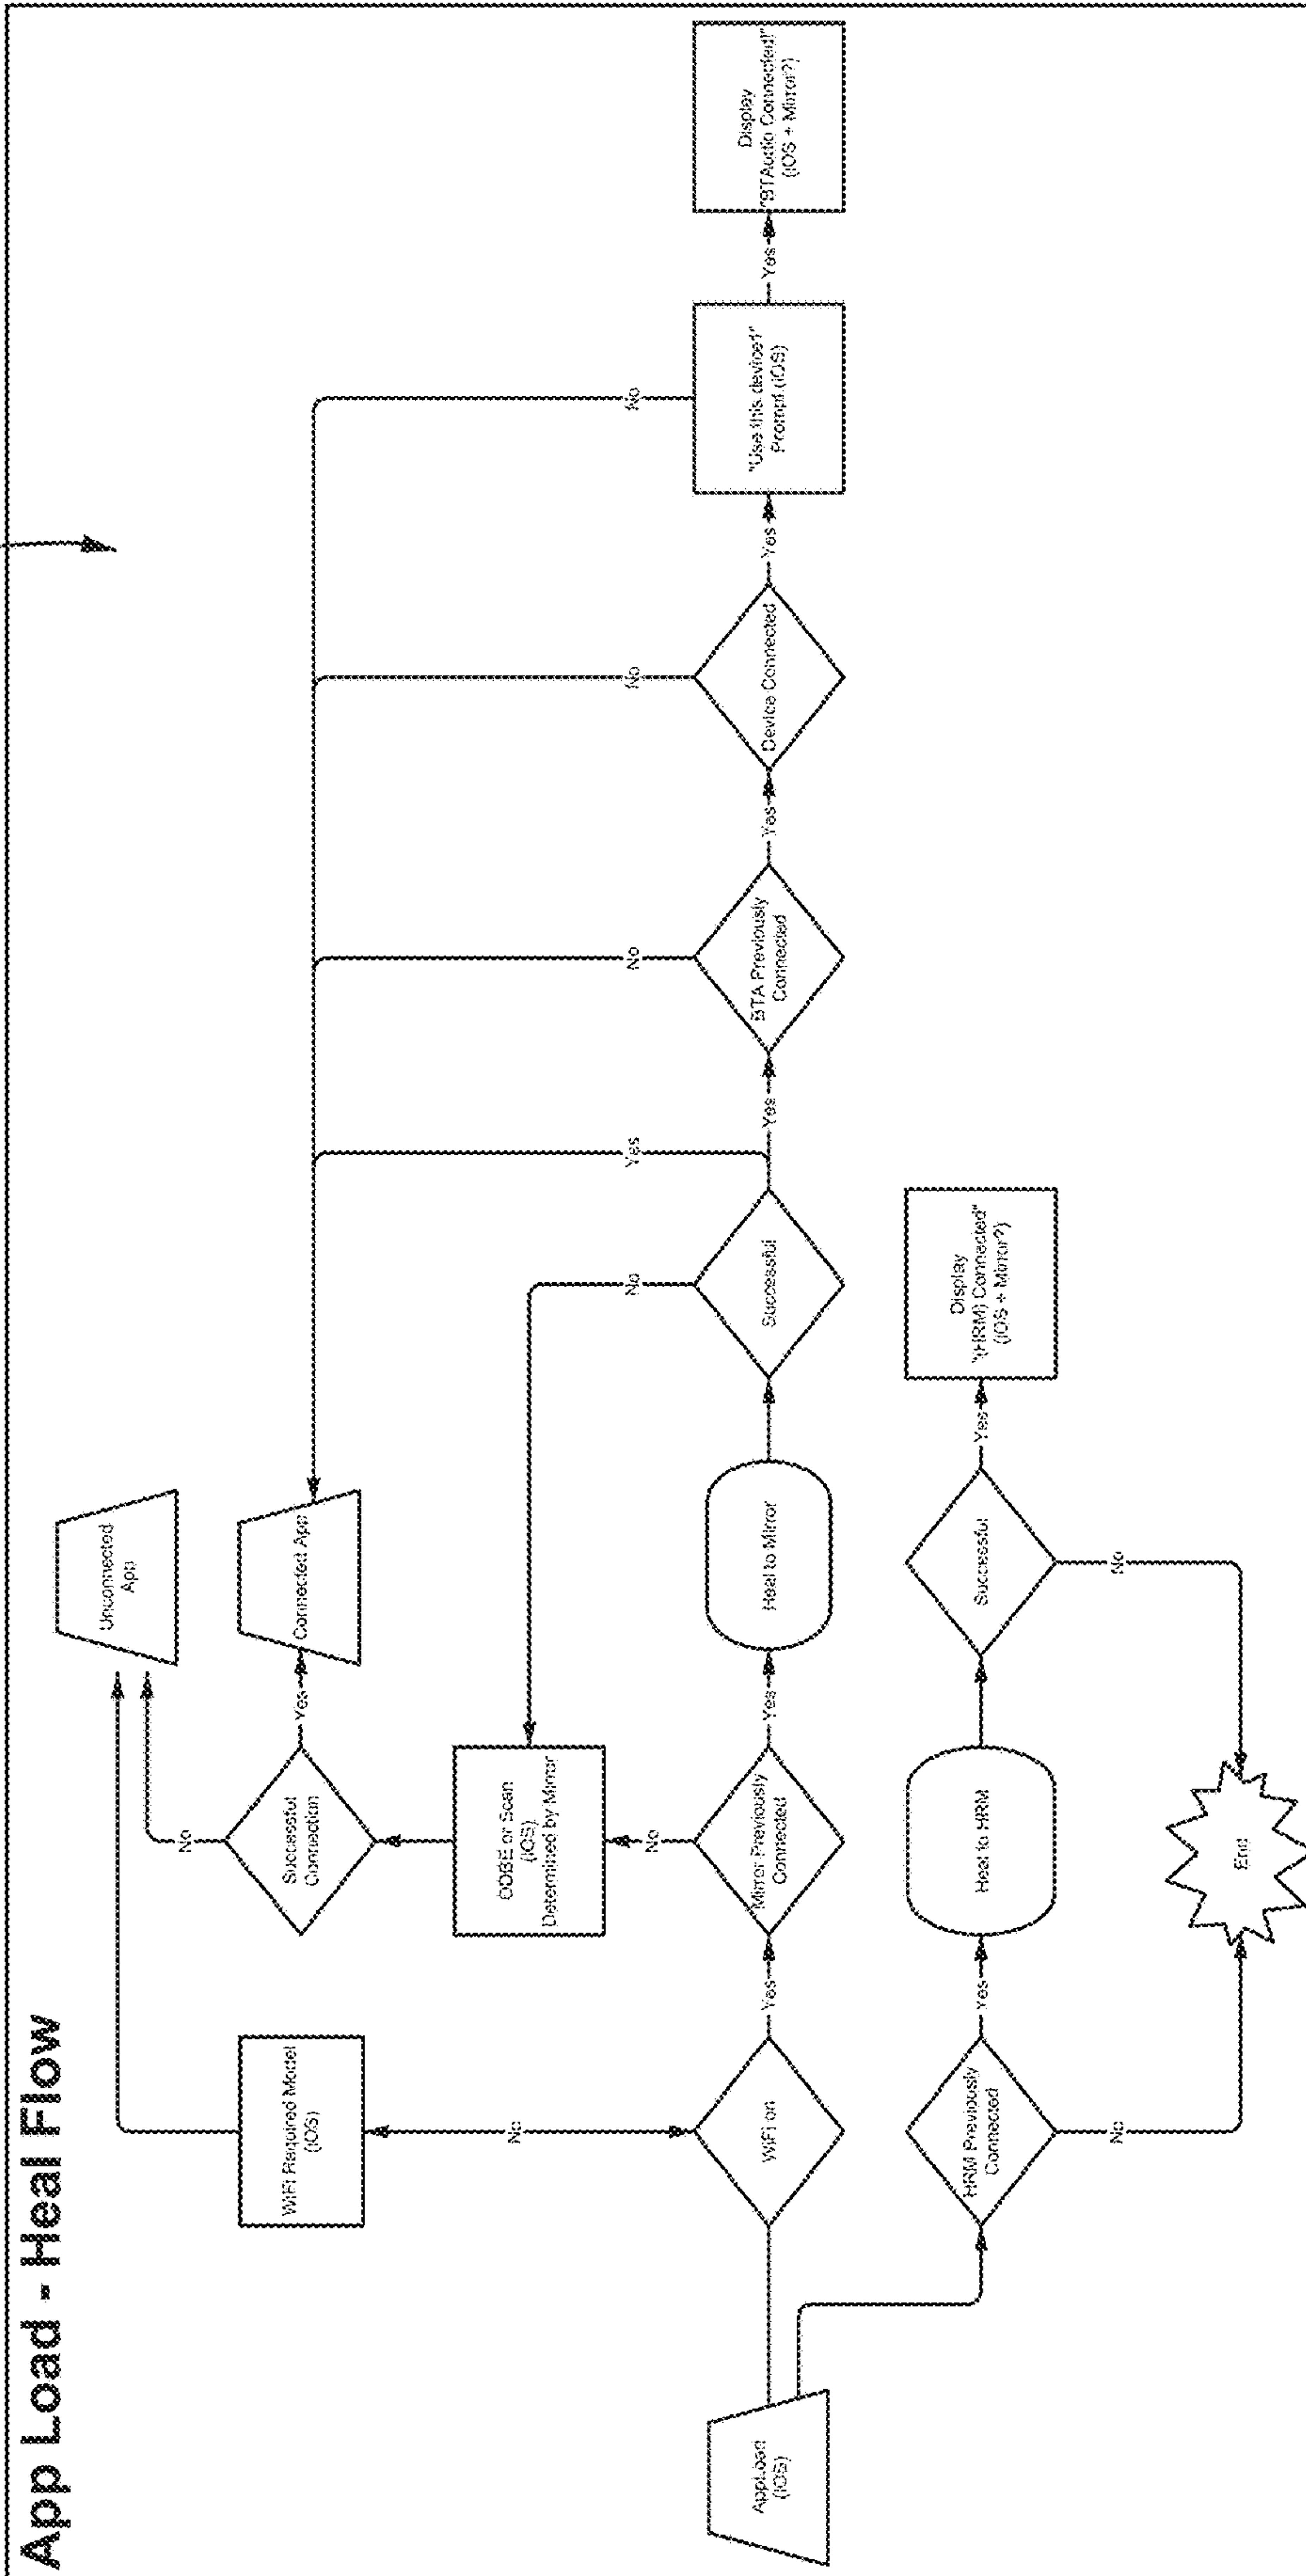 App Load - Heal Flow
Unconnected
App
WiFi Required Model
(iOS)
No
Successful
Connection
Yes
Connected App
No
OOBE or Scan
(iOS)
Determined by Mirror
No
No
Yes
No
No
No
AppLoad
(iOS)
WiFi on
Yes
Mirror Previously
Connected
Yes
Heal to Mirror
Successful
Yes
BTA Previously
Connected
Yes
Device Connected
Yes
"Use this device?"
Prompt (iOS)
Yes
Display
"BTAudio Connected!"
(iOS + Mirror?)
HRM Previously
Connected
Yes
Heal to HRM
Successful
Yes
Display
"(HRM) Connected"
(iOS + Mirror?)
No
No
End